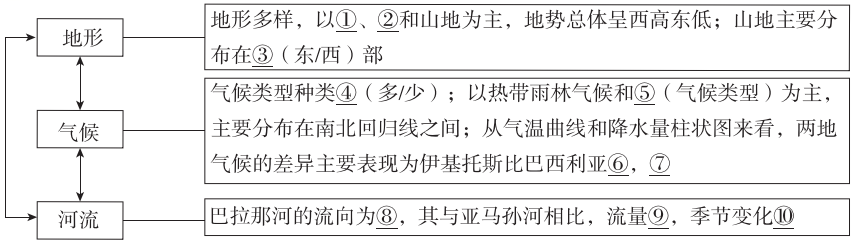 地形
地形多样，以①、②和山地为主，地势总体呈西高东低；山地主要分
布在③（东/西）部
气候
气候类型种类④（多/少）；以热带雨林气候和⑤（气候类型）为主，
主要分布在南北回归线之间；从气温曲线和降水量柱状图来看，两地
气候的差异主要表现为伊基托斯比巴西利亚⑥，⑦
河流
巴拉那河的流向为⑧，其与亚马孙河相比，流量⑨，季节变化⑩